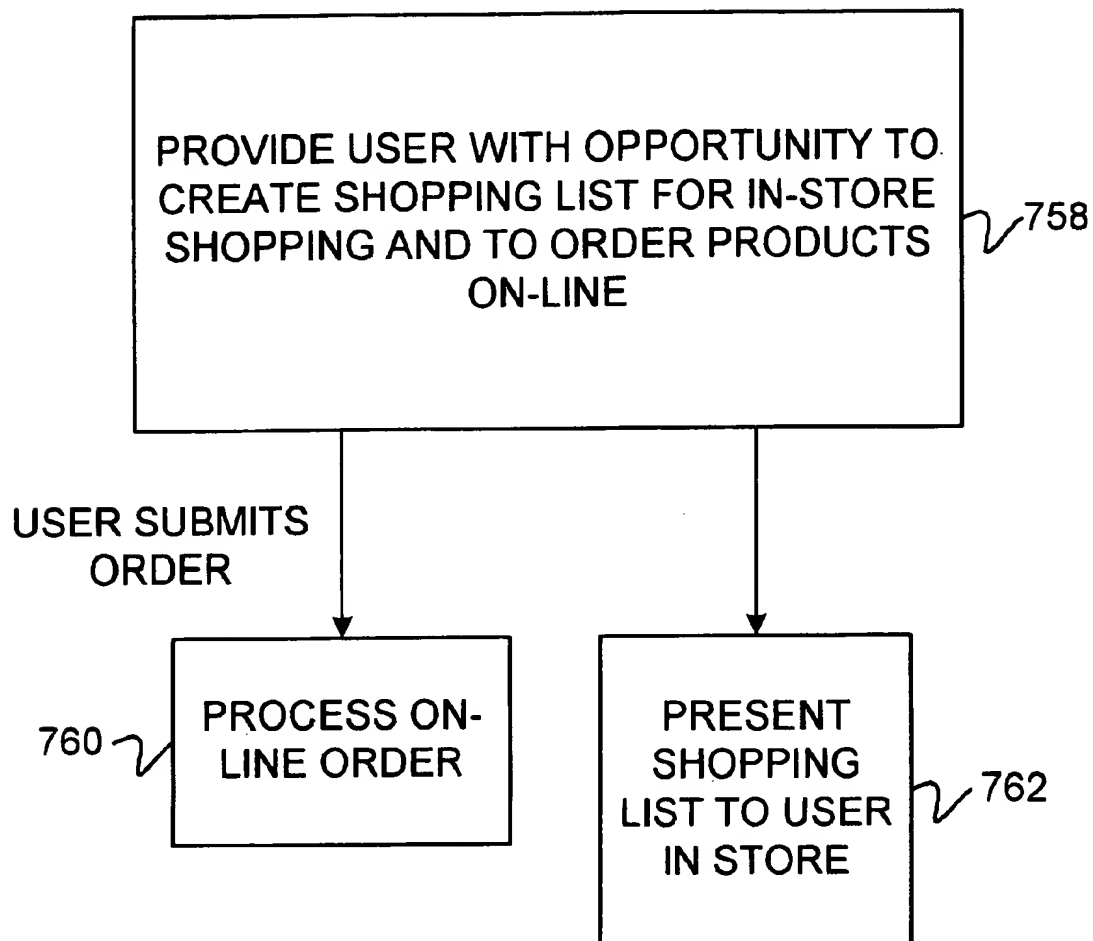 PROVIDE USER WITH OPPORTUNITY TO
CREATE SHOPPING LIST FOR IN-STORE
SHOPPING AND TO ORDER PRODUCTS
ON-LINE
758
USER SUBMITS
ORDER
PROCESS ON-
LINE ORDER
760
PRESENT
SHOPPING
LIST TO USER
IN STORE
762